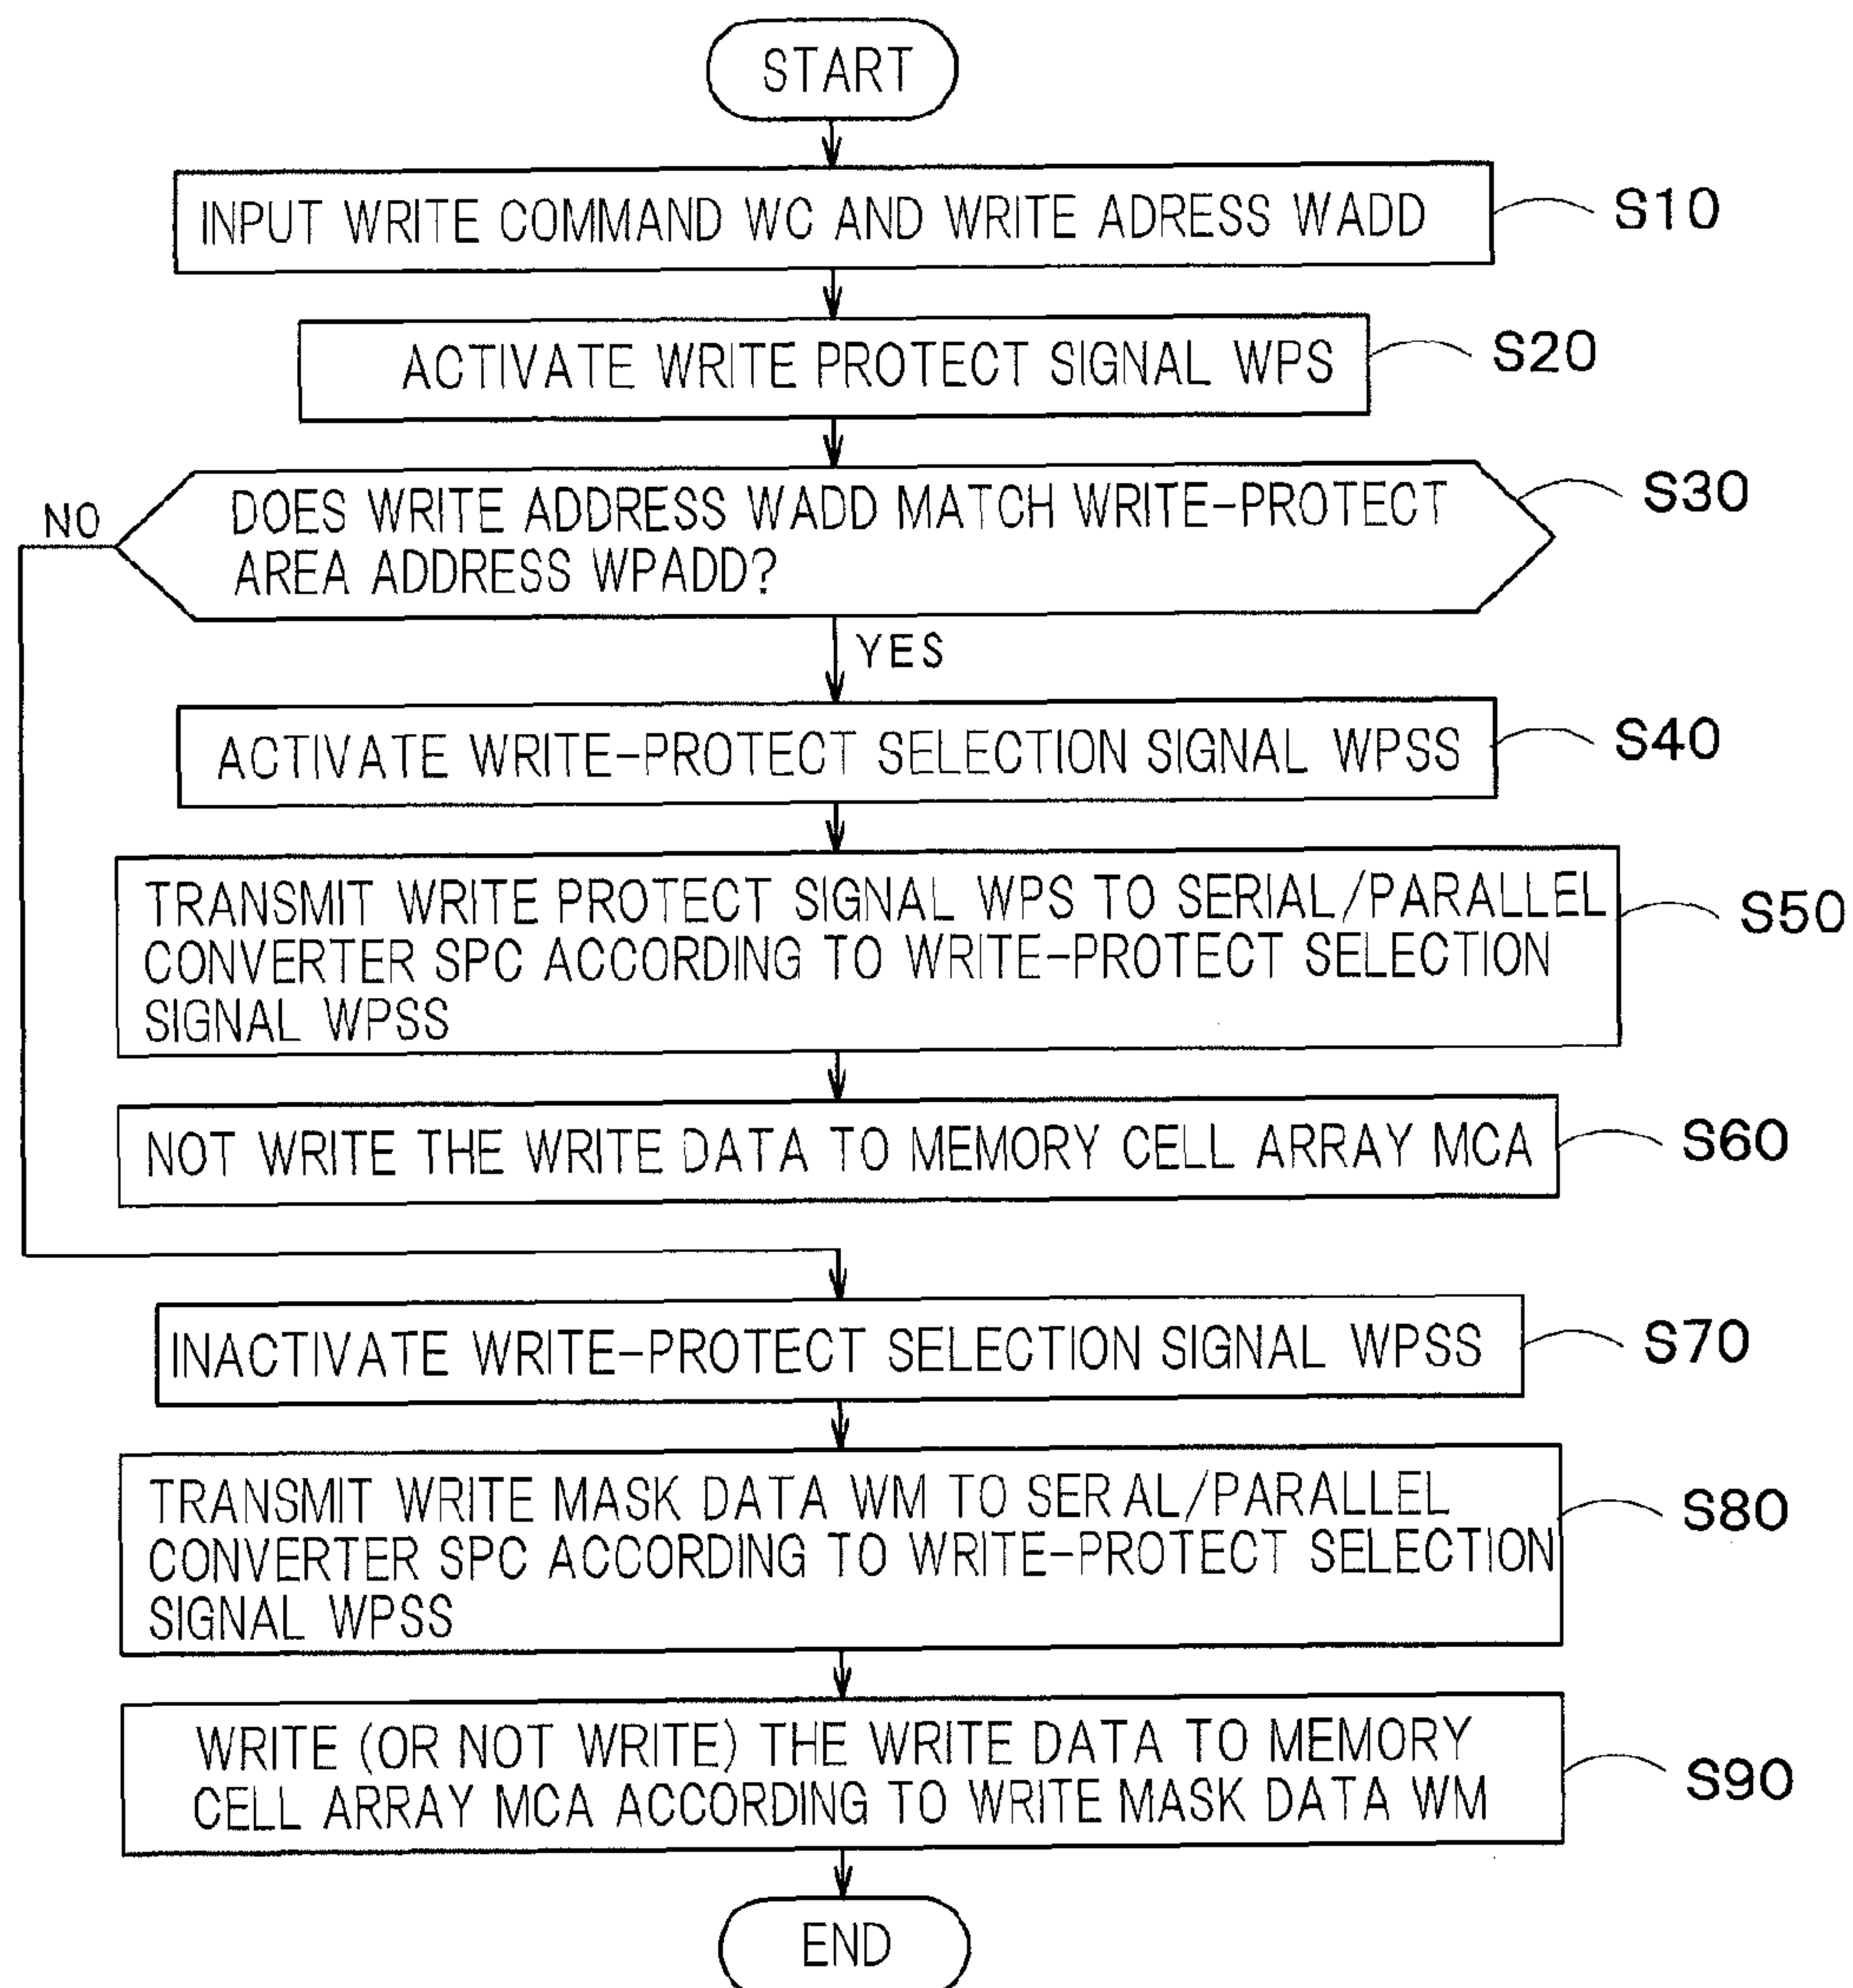 START
INPUT WRITE COMMAND WC AND WRITE ADRESS WADD
S10
ACTIVATE WRITE PROTECT SIGNAL WPS
S20
DOES WRITE ADDRESS WADD MATCH WRITE-PROTECT
AREA ADDRESS WPADD?
S30
NO
YES
ACTIVATE WRITE-PROTECT SELECTION SIGNAL WPSS
S40
TRANSMIT WRITE PROTECT SIGNAL WPS TO SERIAL/PARALLEL
CONVERTER SPC ACCORDING TO WRITE-PROTECT SELECTION
SIGNAL WPSS
S50
NOT WRITE THE WRITE DATA TO MEMORY CELL ARRAY MCA
S60
INACTIVATE WRITE-PROTECT SELECTION SIGNAL WPSS
S70
TRANSMIT WRITE MASK DATA WM TO SER AL/PARALLEL
CONVERTER SPC ACCORDING TO WRITE-PROTECT SELECTION
SIGNAL WPSS
S80
WRITE (OR NOT WRITE) THE WRITE DATA TO MEMORY
CELL ARRAY MCA ACCORDING TO WRITE MASK DATA WM
S90
END